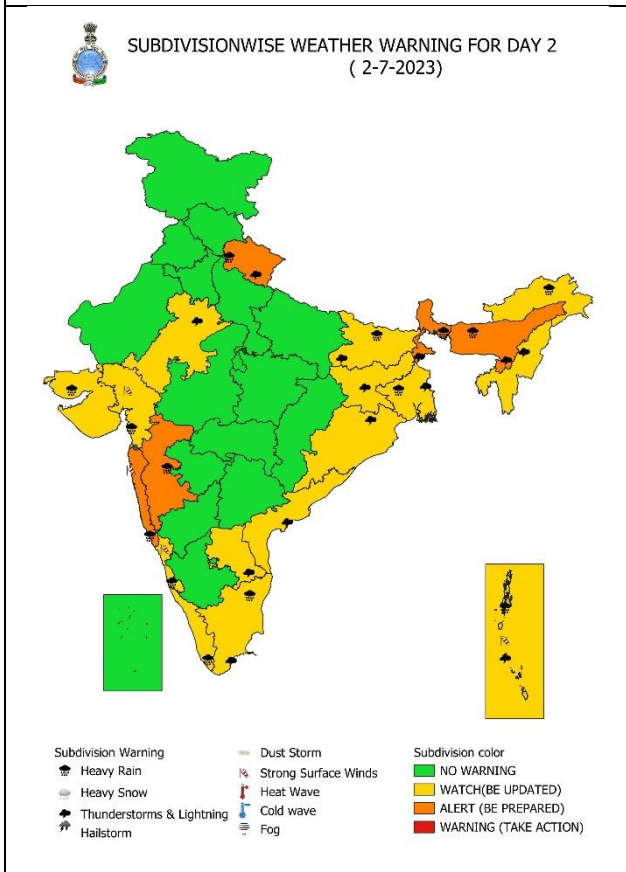 SUBDIVISIONWISE WEATHER WARNING FOR DAY 2
( 2-7-2023)
Subdivision Warning
Heavy Rain
Heavy Snow
Thunderstorms & Lightning
Hailstorm
Dust Storm
Strong Surface Winds
Heat Wave
Cold wave
Fog
Subdivision color
NO WARNING
WATCH(BE UPDATED)
ALERT (BE PREPARED)
WARNING (TAKE ACTION)